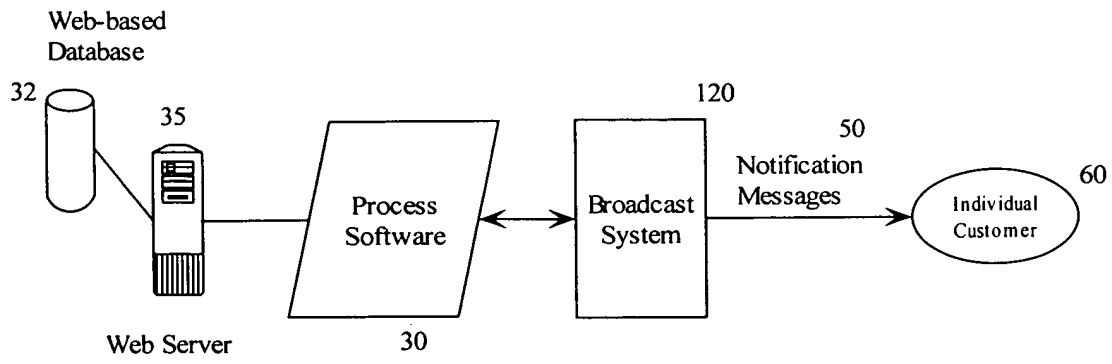 Web-based
Database
32
35
120
50
60
Process
Software
Broadcast
System
Notification
Messages
Individual
Customer
Web Server
30